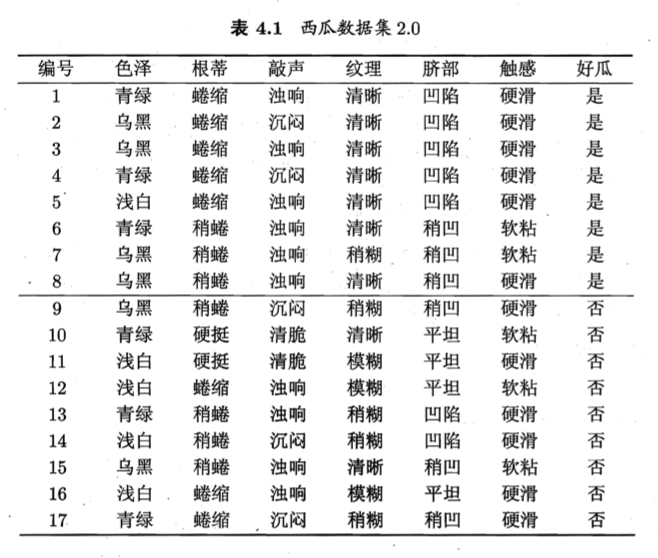 表 4.1 西瓜数据集2.0
编号 色泽 根蒂 敲声 纹理 脐部 触感 好瓜
1 青绿 蜷缩 浊响 清晰 凹陷 硬滑 是
2 乌黑 蜷缩 沉闷 清晰 凹陷 硬滑 是
3 乌黑 蜷缩 浊响 清晰 凹陷 硬滑 是
4 青绿 蜷缩 沉闷 清晰 凹陷 硬滑 是
5 浅白 蜷缩 浊响 清晰 凹陷 硬滑 是
6 青绿 稍蜷 浊响 清晰 稍凹 软粘 是
7 乌黑 稍蜷 浊响 稍糊 稍凹 软粘 是
8 乌黑 稍蜷 浊响 清晰 稍凹 硬滑 是
9 乌黑 稍蜷 沉闷 稍糊 稍凹 硬滑 否
10 青绿 硬挺 清脆 清晰 平坦 软粘 否
11 浅白 硬挺 清脆 模糊 平坦 硬滑 否
12 浅白 蜷缩 浊响 模糊 平坦 软粘 否
13 青绿 稍蜷 浊响 稍糊 凹陷 硬滑 否
14 浅白 稍蜷 沉闷 稍糊 凹陷 硬滑 否
15 乌黑 稍蜷 浊响 清晰 稍凹 软粘 否
16 浅白 蜷缩 浊响 模糊 平坦 硬滑 否
17 青绿 蜷缩 沉闷 稍糊 稍凹 硬滑 否